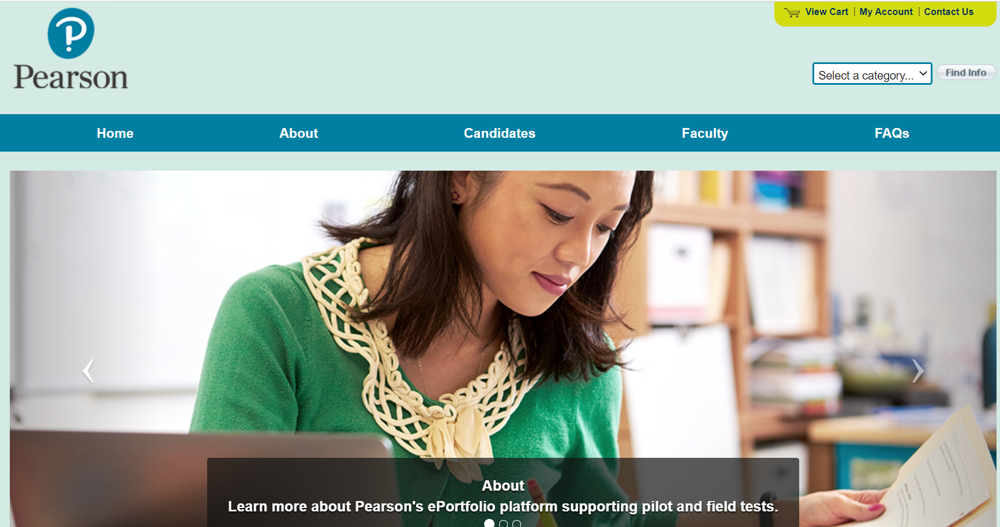 Pearson
View Cart
My Account
Contact Us
Select a category...
Find Info
Home
About
Candidates
Faculty
FAQs
About
Learn more about Pearson's ePortfolio platform supporting pilot and field tests.